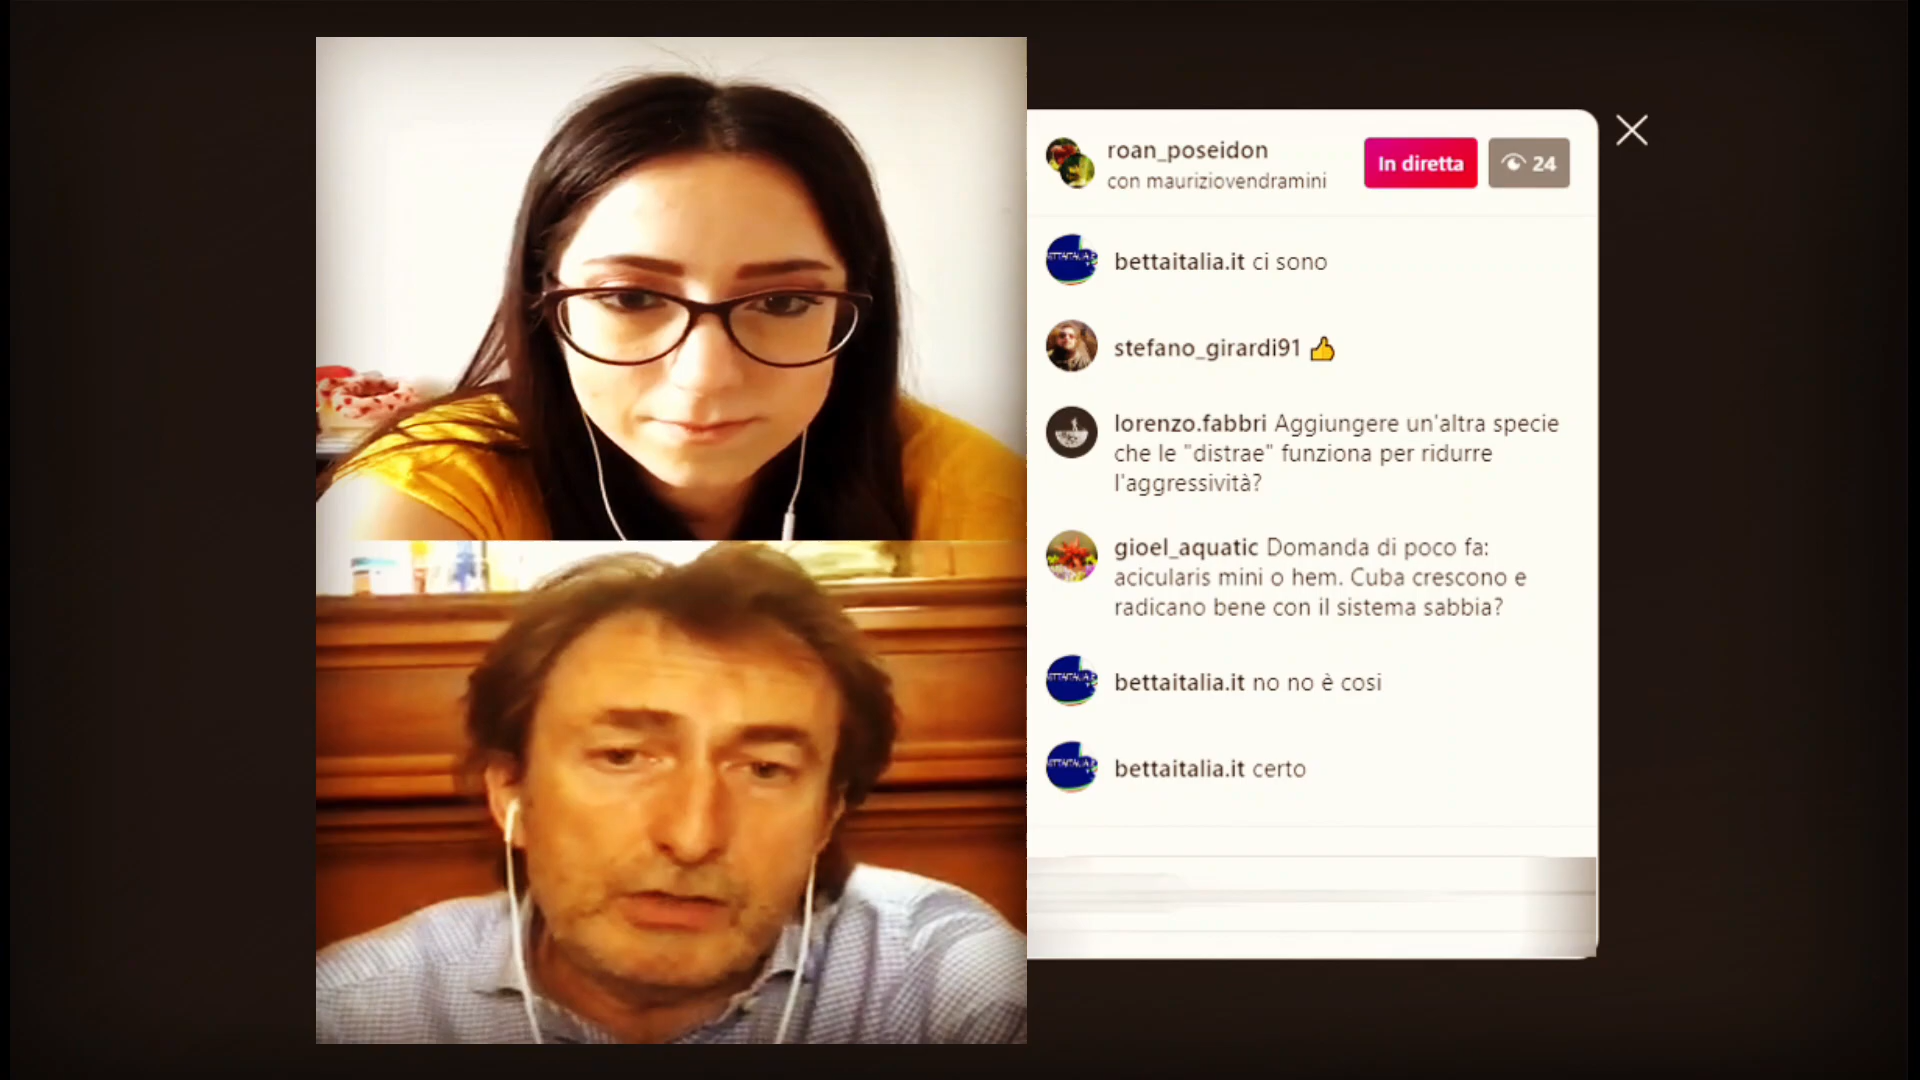 roan_poseidon
con mauriziovendramini
In diretta
24
bettaitalia.it ci sono
stefano_girardi91 👍
lorenzo.fabbri Aggiungere un'altra specie
che le "distrae" funziona per ridurre
l'aggressività?
gioel_aquatic Domanda di poco fa:
acicularis mini o hem. Cuba crescono e
radicano bene con il sistema sabbia?
bettaitalia.it no no è cosi
bettaitalia.it certo